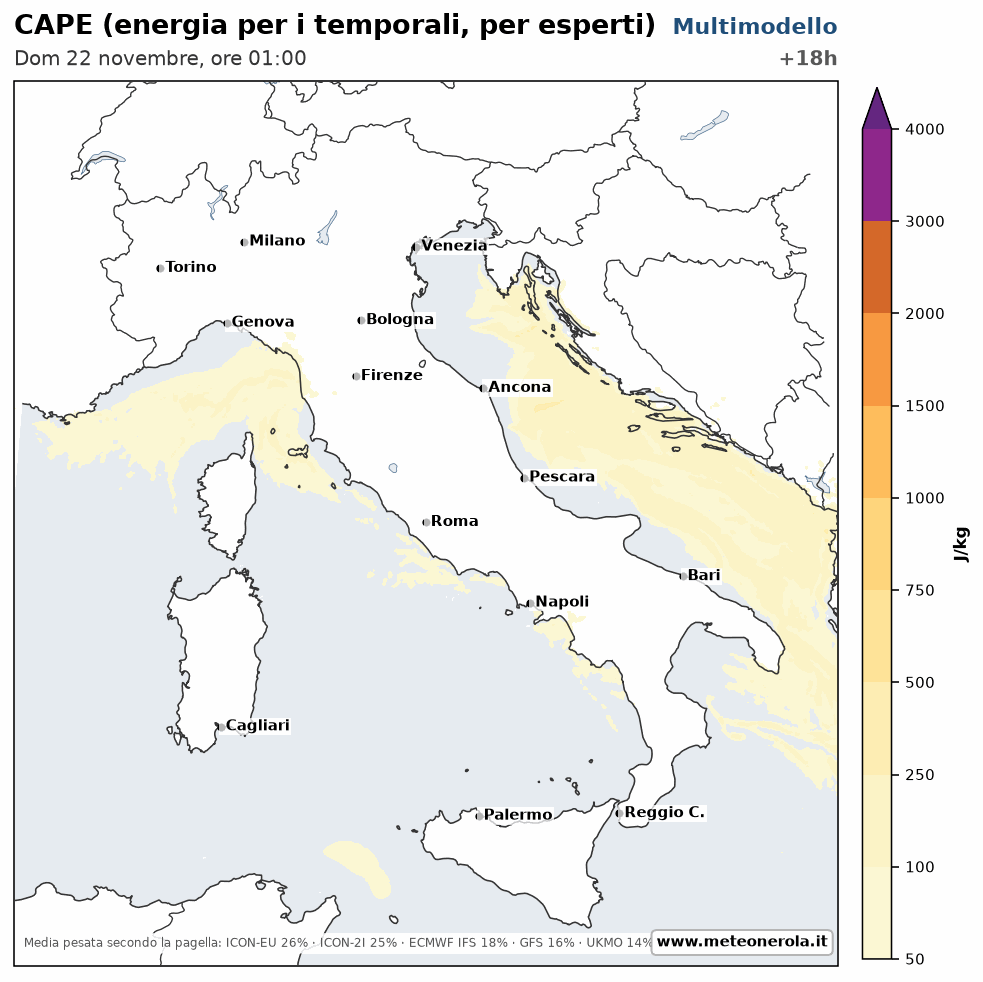 CAPE (energia per i temporali, per esperti) Multimodello
Dom 22 novembre, ore 01:00 +18h
4000
3000
2000
1500
1000
750
500
250
100
50
J/kg
Venezia
Milano
Torino
Genova
Bologna
Firenze
Ancona
Pescara
Roma
Bari
Napoli
Cagliari
Reggio C.
Palermo
Media pesata secondo la pagella: ICON-EU 26% · ICON-2I 25% · ECMWF IFS 18% · GFS 16% · UKMO 14%
www.meteonerola.it